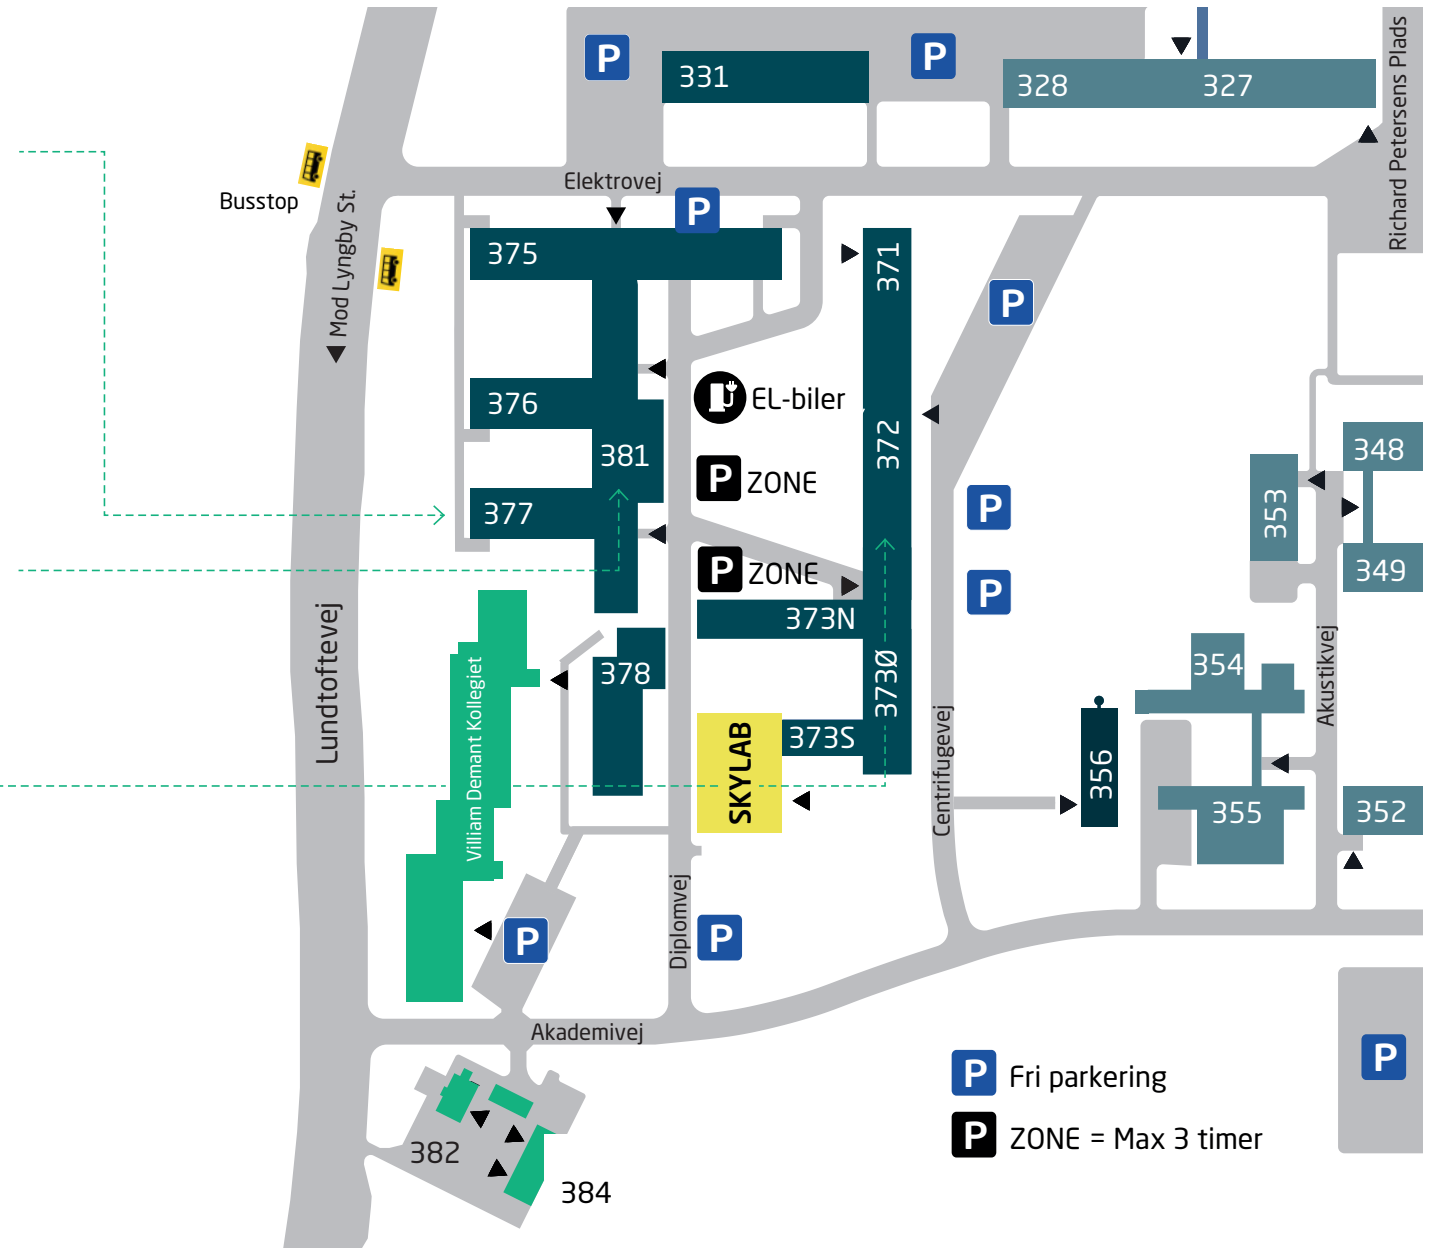 P
331
P
328
327
Richard Petersens Plads
Busstop
Mod Lyngby St.
Elektrovej
P
375
371
P
376
EL-biler
372
381
P ZONE
377
P
P ZONE
P
348
353
349
373N
Lundtoftevej
Villiam Demant Kollegiet
378
373Ø
354
Akustikvej
SKYLAB
373S
Centrifugevej
356
355
352
P
Diplomvej
P
Akademivej
P
382
384
P Fri parkering
P ZONE = Max 3 timer